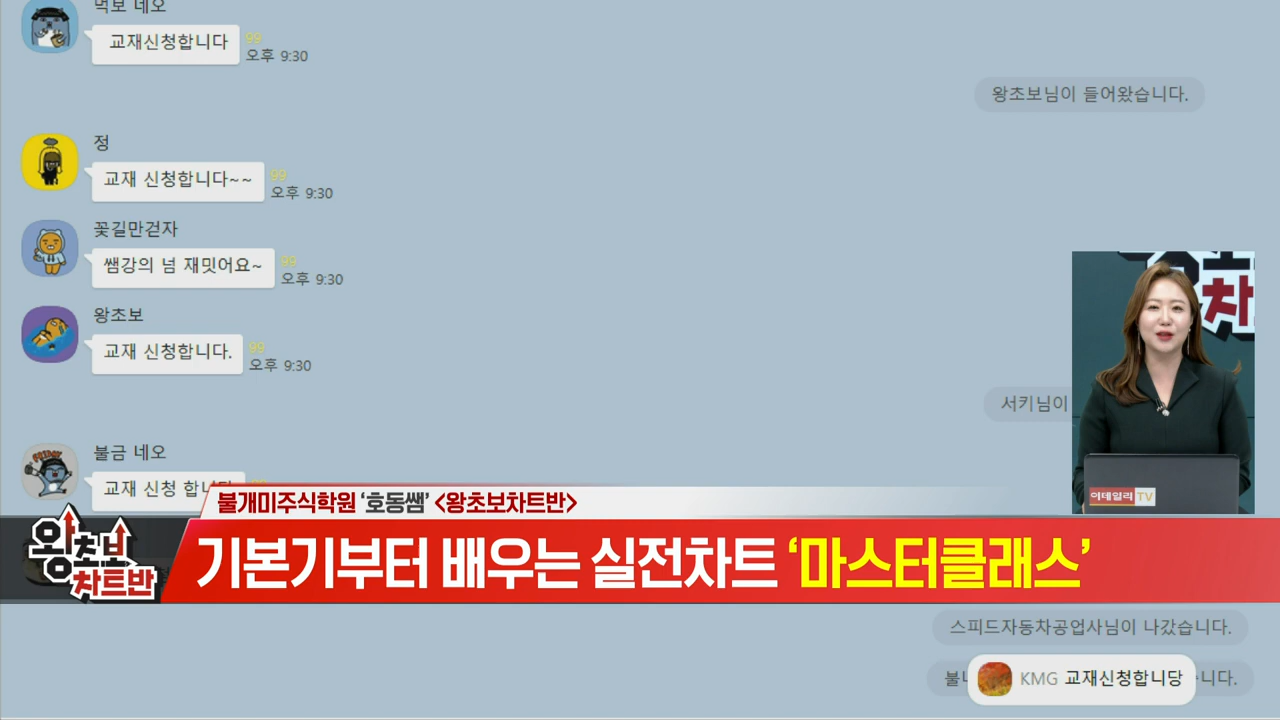 먹보 네오
교재신청합니다
99
오후 9:30
왕초보님이 들어왔습니다.
정
교재 신청합니다~~
99
오후 9:30
꽃길만걷자
쌤강의 넘 재밋어요~
99
오후 9:30
왕초보
교재 신청합니다.
99
오후 9:30
서키님이
차
불금 네오
교재 신청 합니다
이데일리 TV
불개미주식학원 '호동쌤' <왕초보차트반>
왕초보
차트반
기본기부터 배우는 실전차트 '마스터클래스'
스피드자동차공업사님이 나갔습니다.
KMG 교재신청합니당
니다.